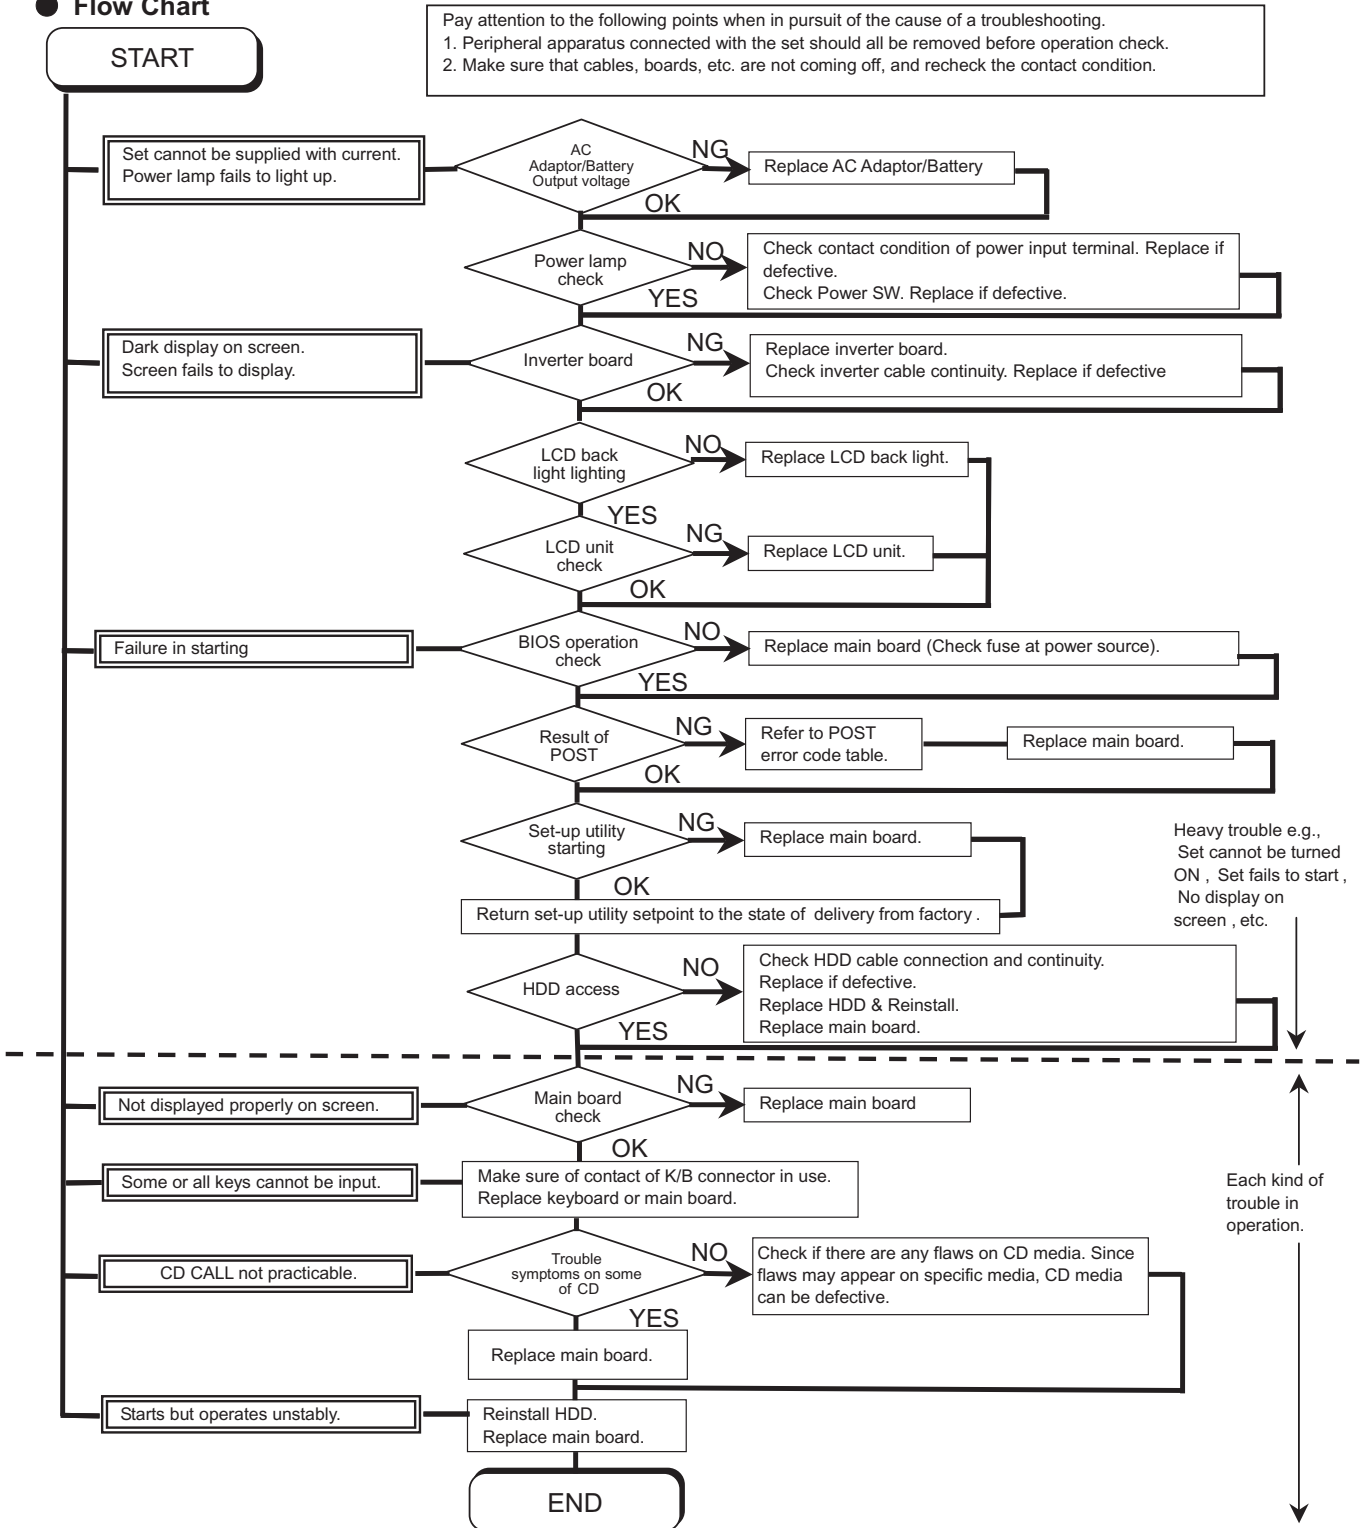 ● Flow Chart
START
Pay attention to the following points when in pursuit of the cause of a troubleshooting.
1. Peripheral apparatus connected with the set should all be removed before operation check.
2. Make sure that cables, boards, etc. are not coming off, and recheck the contact condition.
Set cannot be supplied with current.
Power lamp fails to light up.
AC
Adaptor/Battery
Output voltage
NG
Replace AC Adaptor/Battery
OK
Power lamp
check
NO
Check contact condition of power input terminal. Replace if
defective.
Check Power SW. Replace if defective.
YES
Dark display on screen.
Screen fails to display.
Inverter board
NG
Replace inverter board.
Check inverter cable continuity. Replace if defective
OK
LCD back
light lighting
NO
Replace LCD back light.
YES
LCD unit
check
NG
Replace LCD unit.
OK
Failure in starting
BIOS operation
check
NO
Replace main board (Check fuse at power source).
YES
Result of
POST
NG
Refer to POST
error code table.
Replace main board.
OK
Set-up utility
starting
NG
Replace main board.
OK
Return set-up utility setpoint to the state of delivery from factory .
Heavy trouble e.g.,
Set cannot be turned
ON , Set fails to start ,
No display on
screen , etc.
HDD access
NO
Check HDD cable connection and continuity.
Replace if defective.
Replace HDD & Reinstall.
Replace main board.
YES
Not displayed properly on screen.
Main board
check
NG
Replace main board
OK
Some or all keys cannot be input.
Make sure of contact of K/B connector in use.
Replace keyboard or main board.
Each kind of
trouble in
operation.
CD CALL not practicable.
Trouble
symptoms on some
of CD
NO
Check if there are any flaws on CD media. Since
flaws may appear on specific media, CD media
can be defective.
YES
Replace main board.
Starts but operates unstably.
Reinstall HDD.
Replace main board.
END